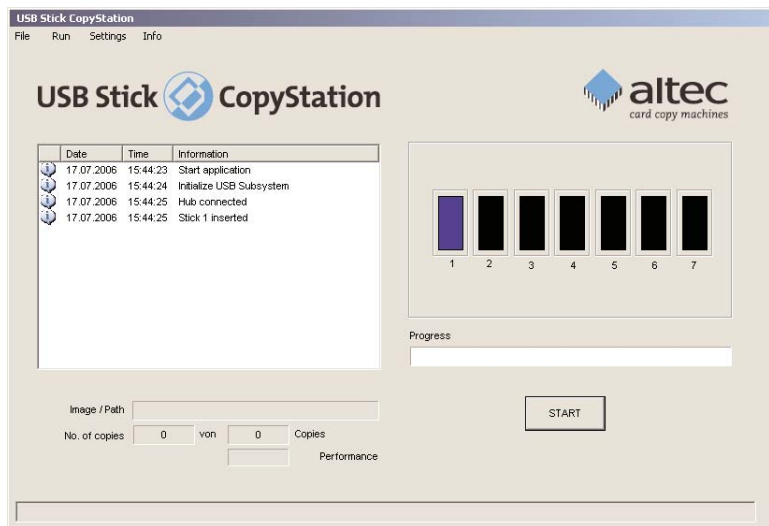 USB Stick CopyStation
File Run Settings Info
USB Stick CopyStation
altec
card copy machines
Date Time Information
17.07.2006 15:44:23 Start application
17.07.2006 15:44:24 Initialize USB Subsystem
17.07.2006 15:44:25 Hub connected
17.07.2006 15:44:25 Stick 1 inserted
1 2 3 4 5 6 7
Progress
Image / Path
START
No. of copies 0 von 0 Copies
Performance